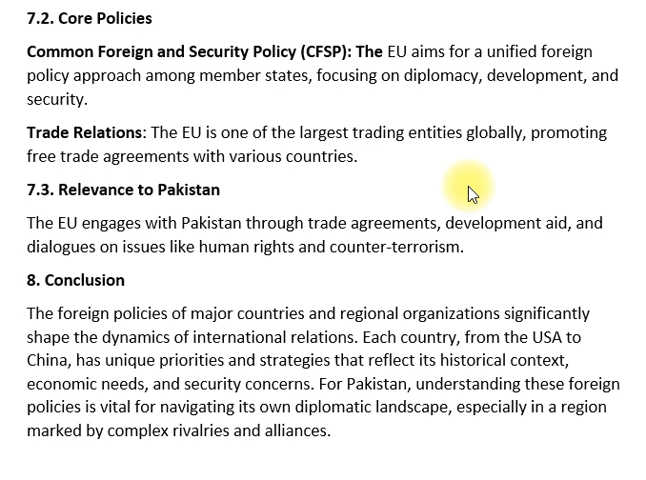 7.2. Core Policies
Common Foreign and Security Policy (CFSP): The EU aims for a unified foreign
policy approach among member states, focusing on diplomacy, development, and
security.
Trade Relations: The EU is one of the largest trading entities globally, promoting
free trade agreements with various countries.
7.3. Relevance to Pakistan
The EU engages with Pakistan through trade agreements, development aid, and
dialogues on issues like human rights and counter-terrorism.
8. Conclusion
The foreign policies of major countries and regional organizations significantly
shape the dynamics of international relations. Each country, from the USA to
China, has unique priorities and strategies that reflect its historical context,
economic needs, and security concerns. For Pakistan, understanding these foreign
policies is vital for navigating its own diplomatic landscape, especially in a region
marked by complex rivalries and alliances.